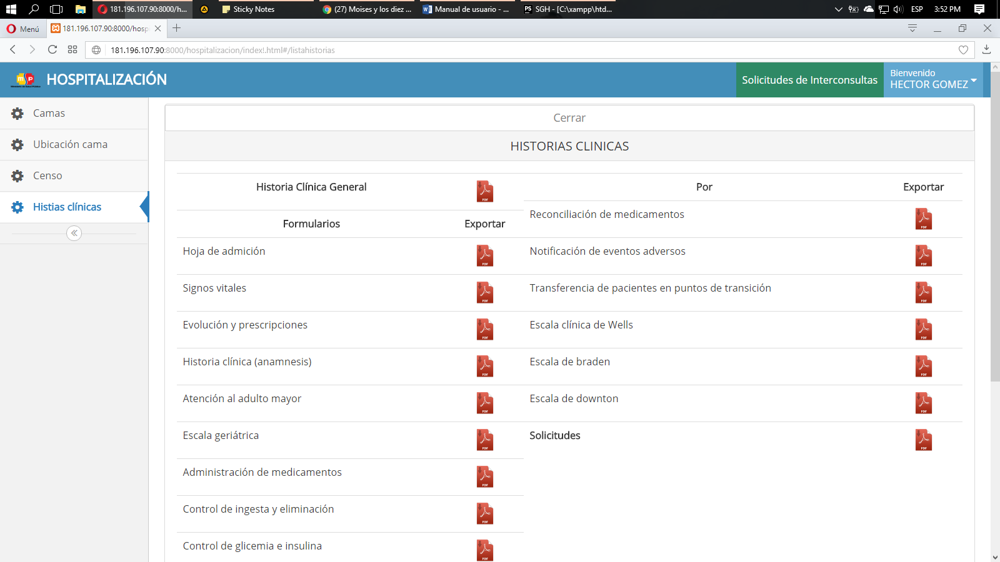 181.196.107.90:8000/h...
Sticky Notes
(27) Moises y los diez ...
Manual de usuario - ...
SGH - [C:\xampp\htd...
ESP
3:52 PM
Menú
181.196.107.90:8000/hosp
181.196.107.90:8000/hospitalizacion/index!.html#/listahistorias
HOSPITALIZACIÓN
Solicitudes de Interconsultas
Bienvenido
HECTOR GOMEZ
Camas
Ubicación cama
Censo
Histias clínicas
Cerrar
HISTORIAS CLINICAS
Historia Clínica General
Formularios Exportar
Hoja de admición
Signos vitales
Evolución y prescripciones
Historia clínica (anamnesis)
Atención al adulto mayor
Escala geriátrica
Administración de medicamentos
Control de ingesta y eliminación
Control de glicemia e insulina
Por Exportar
Reconciliación de medicamentos
Notificación de eventos adversos
Transferencia de pacientes en puntos de transición
Escala clínica de Wells
Escala de braden
Escala de downton
Solicitudes